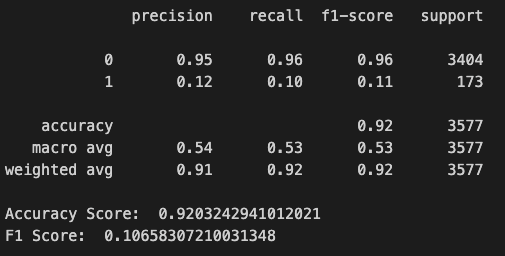 precision recall f1-score support
0 0.95 0.96 0.96 3404
1 0.12 0.10 0.11 173
accuracy 0.92 3577
macro avg 0.54 0.53 0.53 3577
weighted avg 0.91 0.92 0.92 3577
Accuracy Score: 0.9203242941012021
F1 Score: 0.10658307210031348